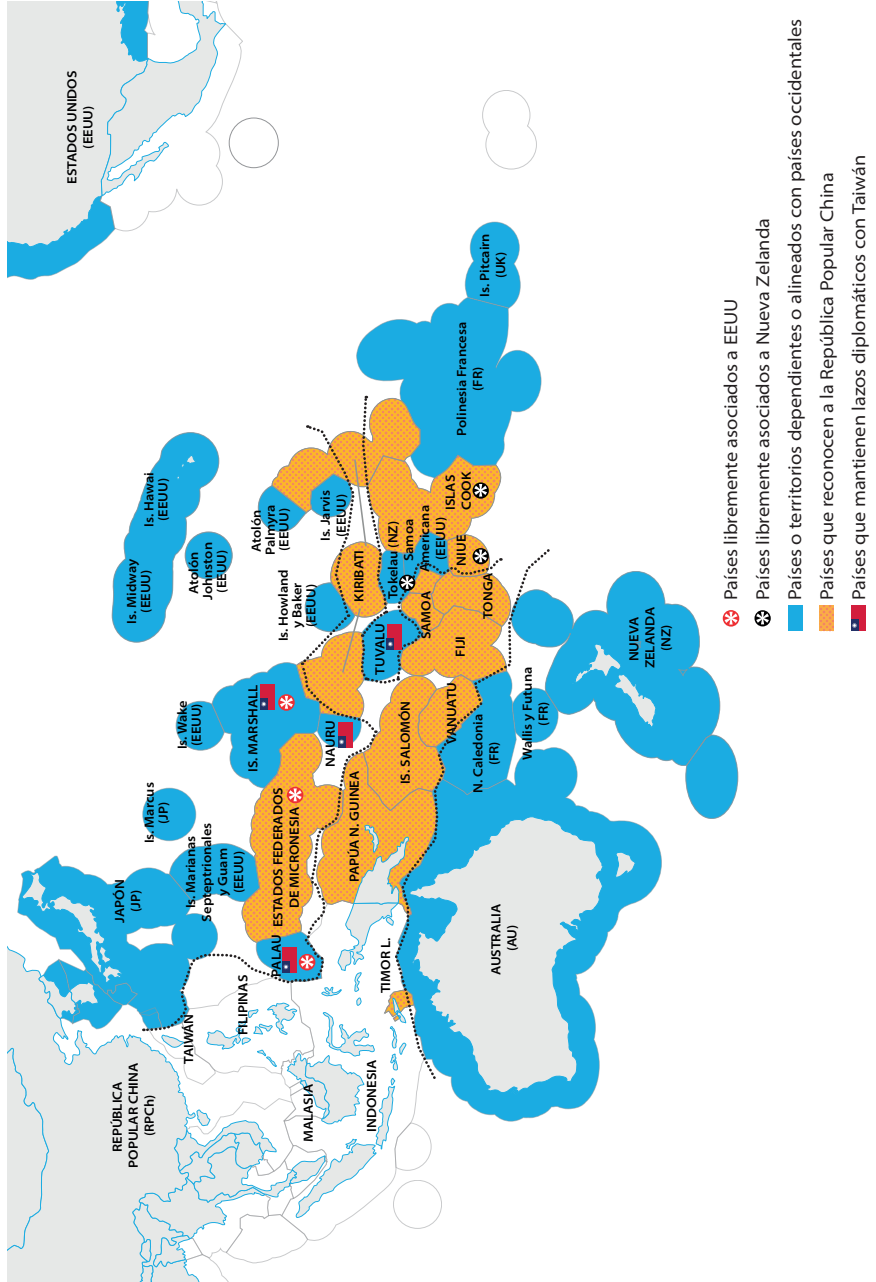 ESTADOS UNIDOS
(EEUU)
REPÚBLICA
POPULAR CHINA
(RPCh)
JAPÓN
(JP)
TAIWÁN
FILIPINAS
MALASIA
INDONESIA
TIMOR L.
Is. Marcus
(JP)
Is. Marianas
Septeptrionales
y Guam
(EEUU)
Is. Wake
(EEUU)
Is. Midway
(EEUU)
Is. Hawai
(EEUU)
Atolón
Johnston
(EEUU)
Atolón
Palmyra
(EEUU)
Is. Jarvis
(EEUU)
Is. Howland
y Baker
(EEUU)
PALAU
ESTADOS FEDERADOS
DE MICRONESIA
IS. MARSHALL
NAURU
KIRIBATI
PAPÚA N. GUINEA
IS. SALOMÓN
TUVALU
Tokelau (NZ)
Samoa
Americana
(EEUU)
SAMOA
VANUATU
FIJI
TONGA
NIUE
ISLAS
COOK
Polinesia Francesa
(FR)
Is. Pitcairn
(UK)
N. Caledonia
(FR)
Wallis y Futuna
(FR)
AUSTRALIA
(AU)
NUEVA
ZELANDA
(NZ)
Países libremente asociados a EEUU
Países libremente asociados a Nueva Zelanda
Países o territorios dependientes o alineados con países occidentales
Países que reconocen a la República Popular China
Países que mantienen lazos diplomáticos con Taiwán